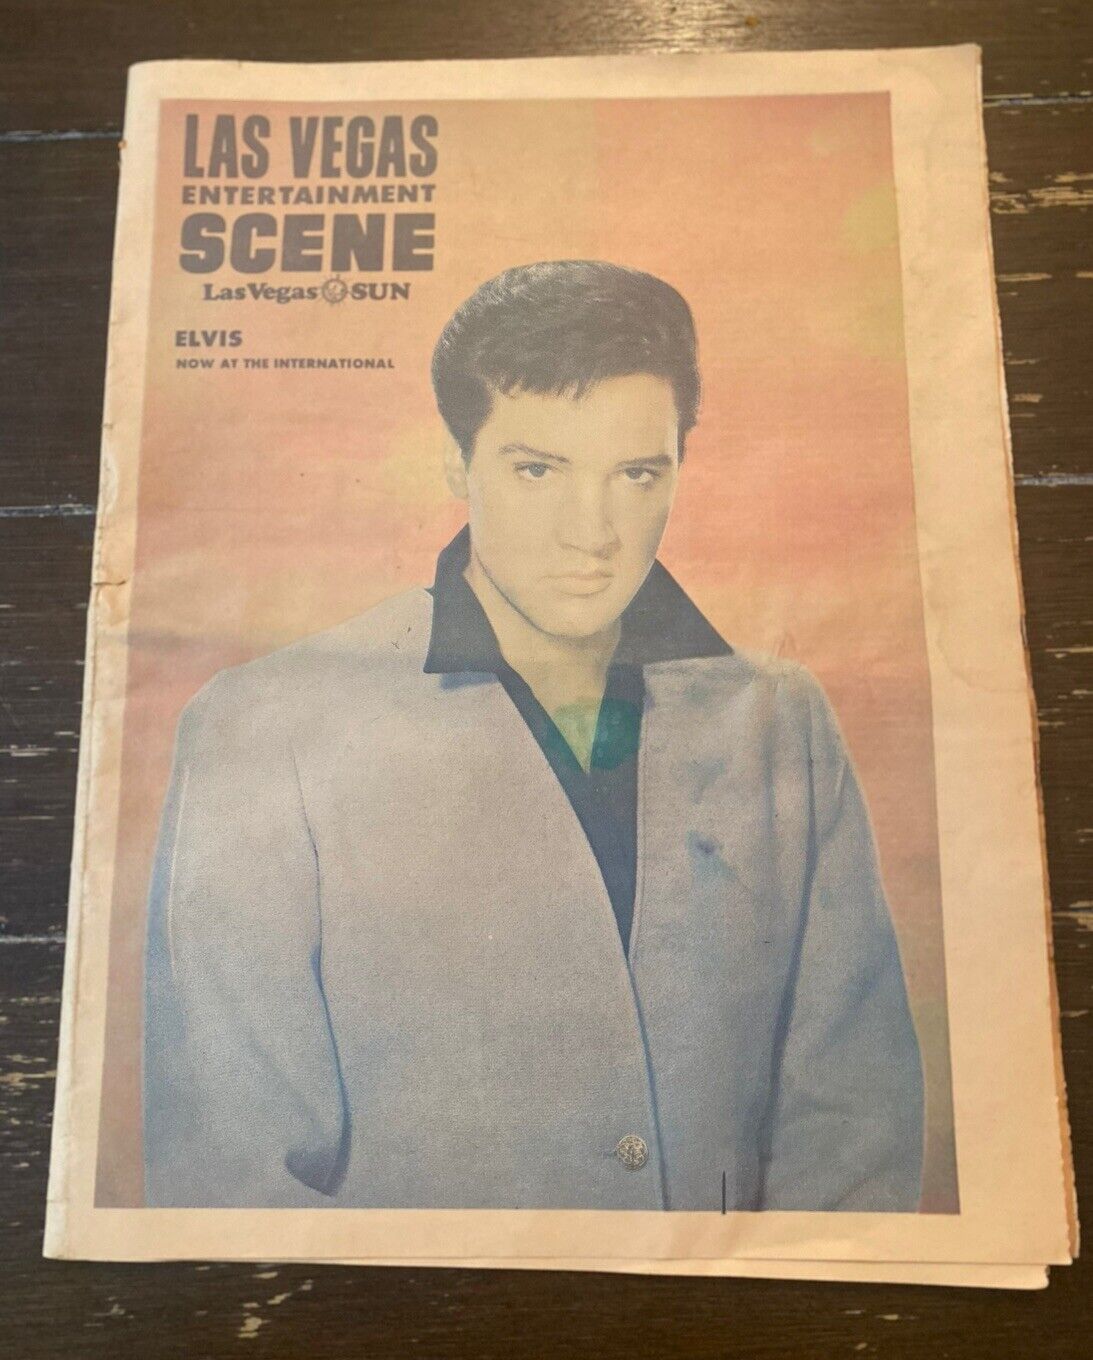 LAS VEGAS
ENTERTAINMENT
SCENE
Las Vegas SUN
ELVIS
NOW AT THE INTERNATIONAL